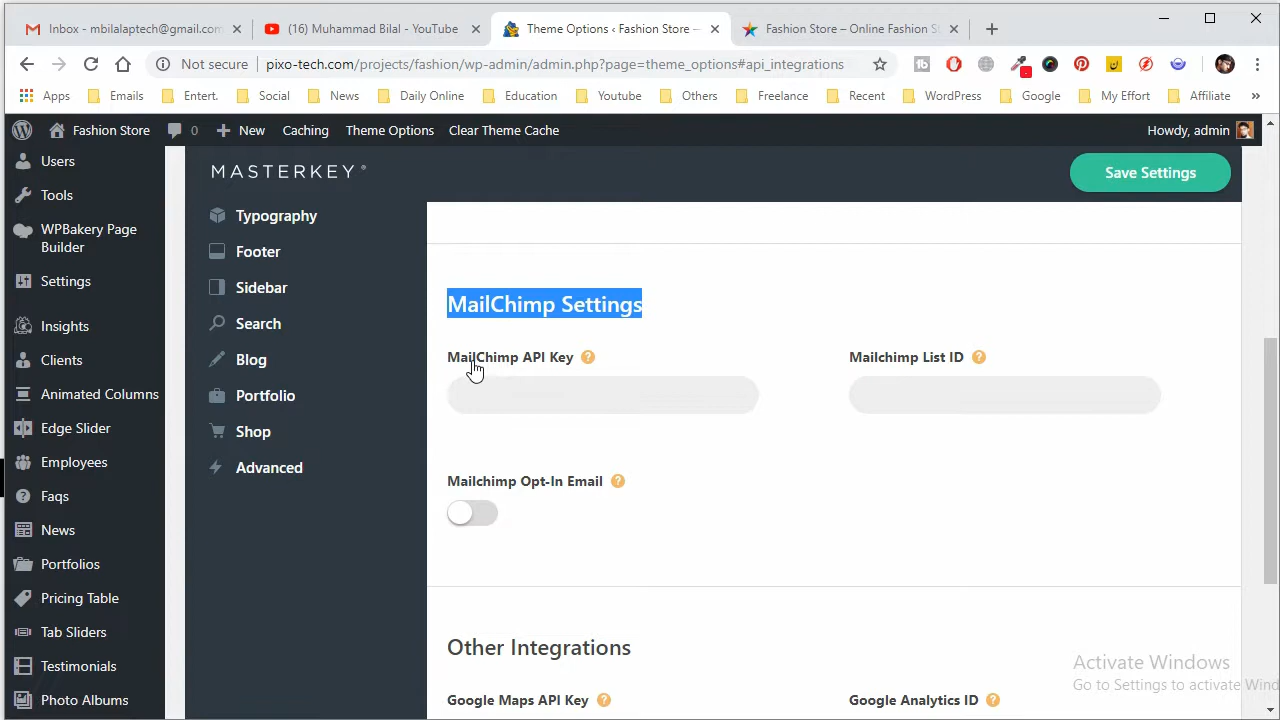 Inbox - mbilalaptech@gmail.com
(16) Muhammad Bilal - YouTube
Theme Options ‹ Fashion Store —
Fashion Store – Online Fashion S
Not secure
pixo-tech.com/projects/fashion/wp-admin/admin.php?page=theme_options#api_integrations
Apps
Emails
Entert.
Social
News
Daily Online
Education
Youtube
Others
Freelance
Recent
WordPress
Google
My Effort
Affiliate
»
Fashion Store
0
New
Caching
Theme Options
Clear Theme Cache
Howdy, admin
Users
Tools
WPBakery Page
Builder
Settings
Insights
Clients
Animated Columns
Edge Slider
Employees
Faqs
News
Portfolios
Pricing Table
Tab Sliders
Testimonials
Photo Albums
MASTERKEY®
Save Settings
Typography
Footer
Sidebar
Search
Blog
Portfolio
Shop
Advanced
MailChimp Settings
MailChimp API Key ?
Mailchimp List ID ?
Mailchimp Opt-In Email ?
Other Integrations
Google Maps API Key ?
Google Analytics ID ?
Activate Windows
Go to Settings to activate Wind